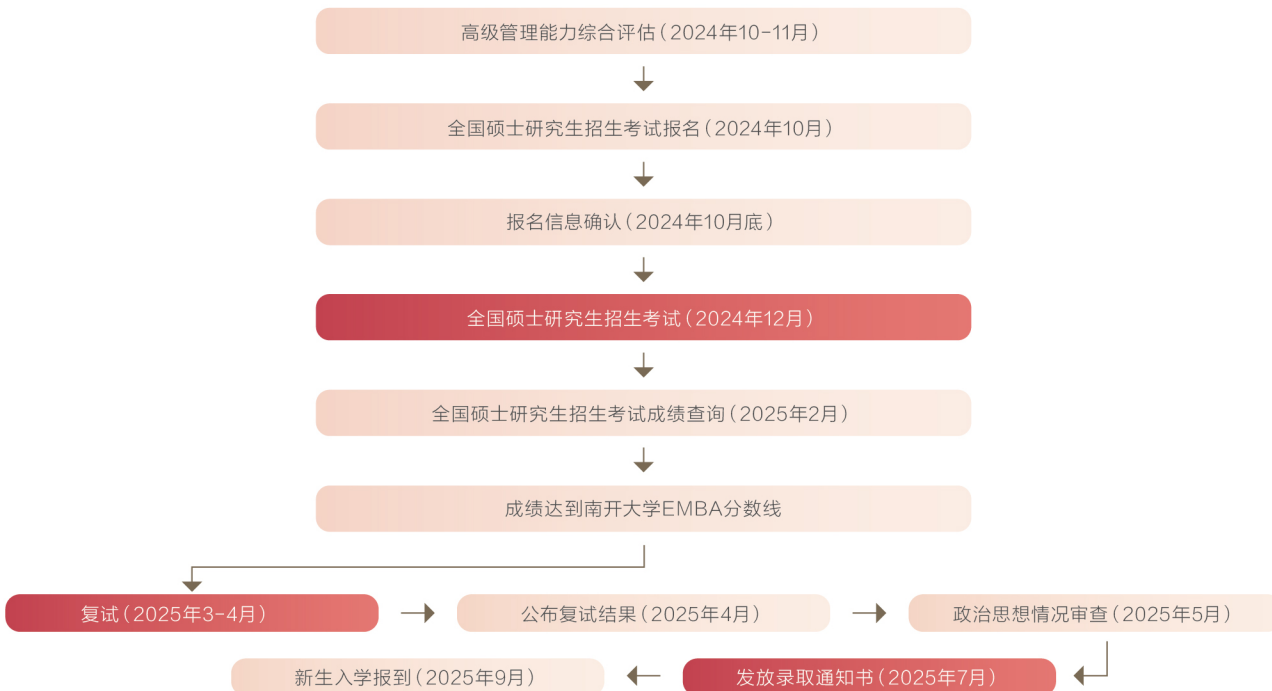 高级管理能力综合评估(2024年10-11月)
全国硕士研究生招生考试报名(2024年10月)
报名信息确认(2024年10月底)
全国硕士研究生招生考试(2024年12月)
全国硕士研究生招生考试成绩查询(2025年2月)
成绩达到南开大学EMBA分数线
复试(2025年3-4月)
公布复试结果(2025年4月)
政治思想情况审查(2025年5月)
发放录取通知书(2025年7月)
新生入学报到(2025年9月)